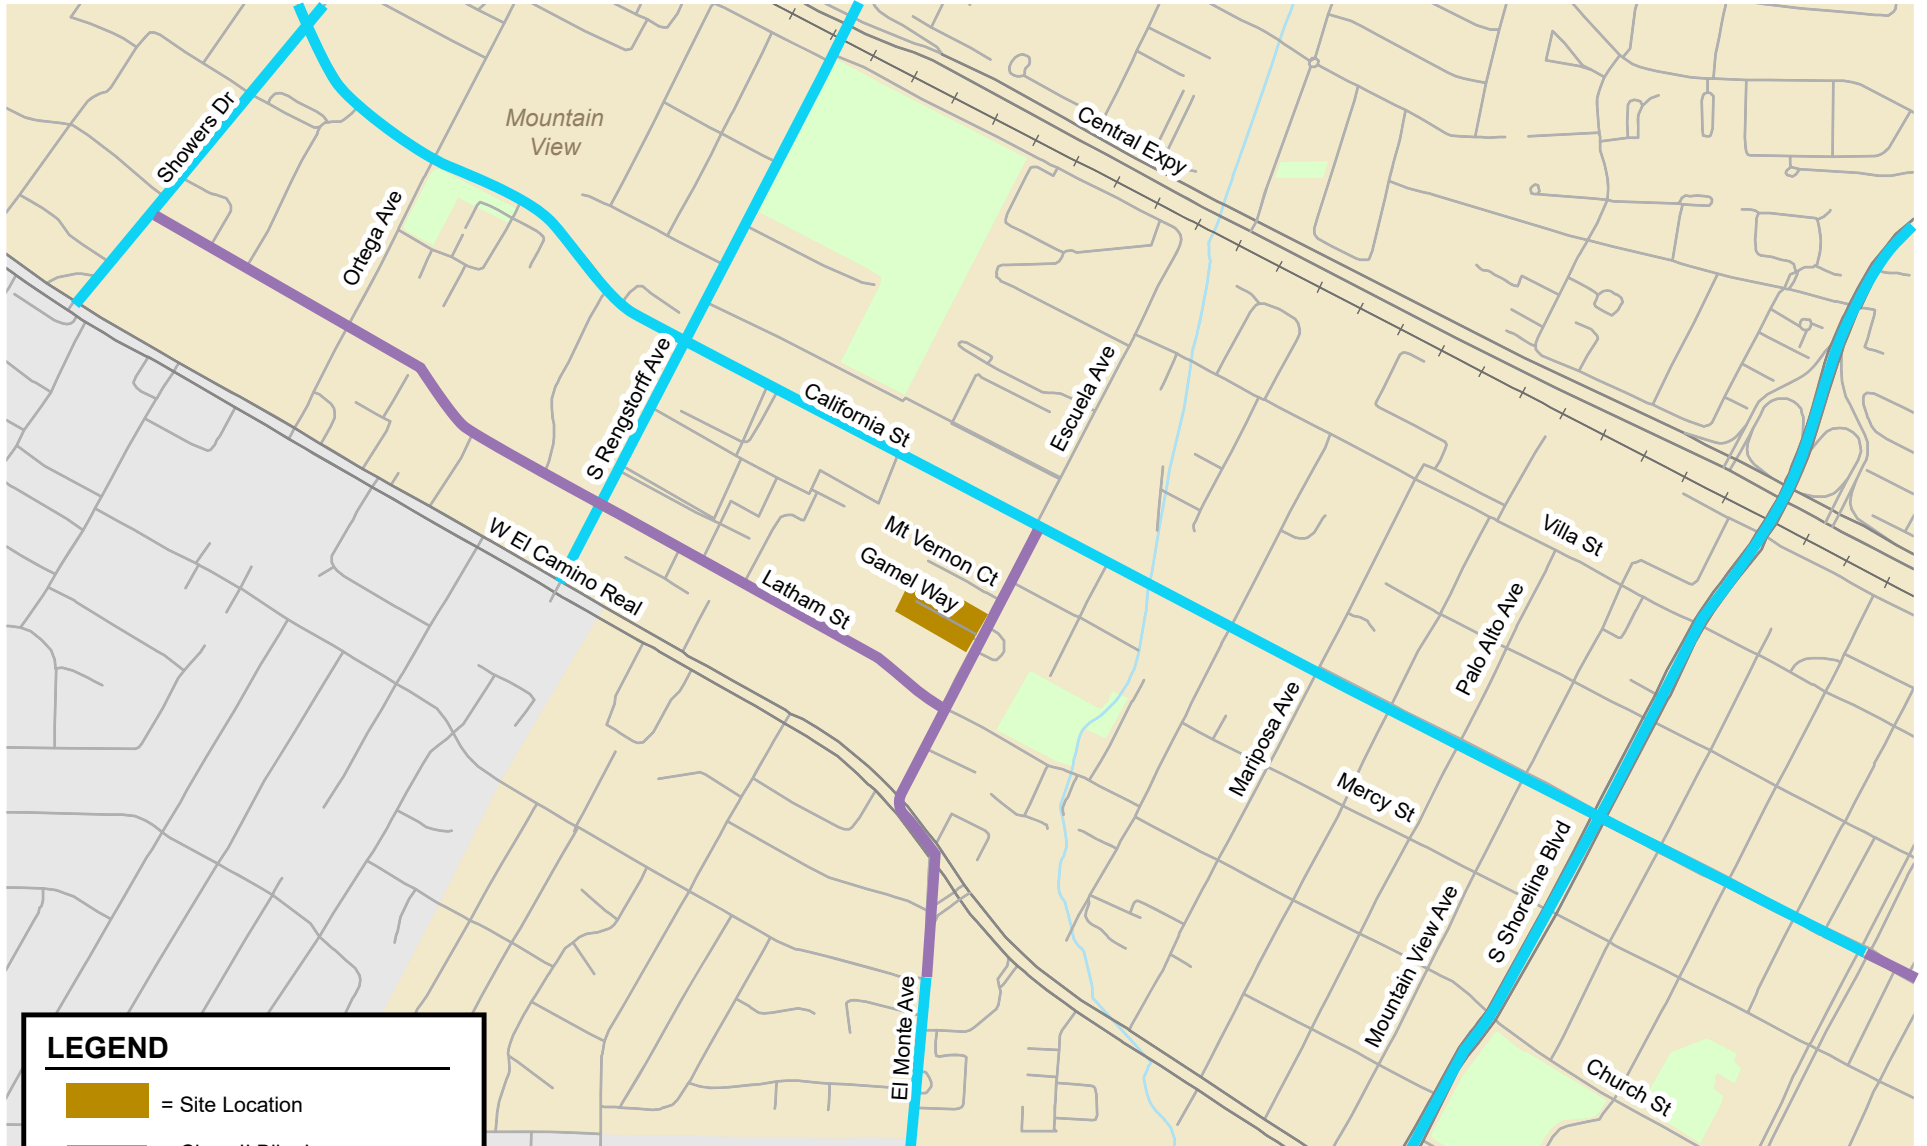 Mountain
View
Central Expy
Showers Dr
Ortega Ave
S Rengstorff Ave
California St
Escuela Ave
Mt Vernon Ct
Gamel Way
Villa St
W El Camino Real
Latham St
Palo Alto Ave
Mariposa Ave
Mercy St
S Shoreline Blvd
Mountain View Ave
El Monte Ave
Church St
LEGEND
= Site Location